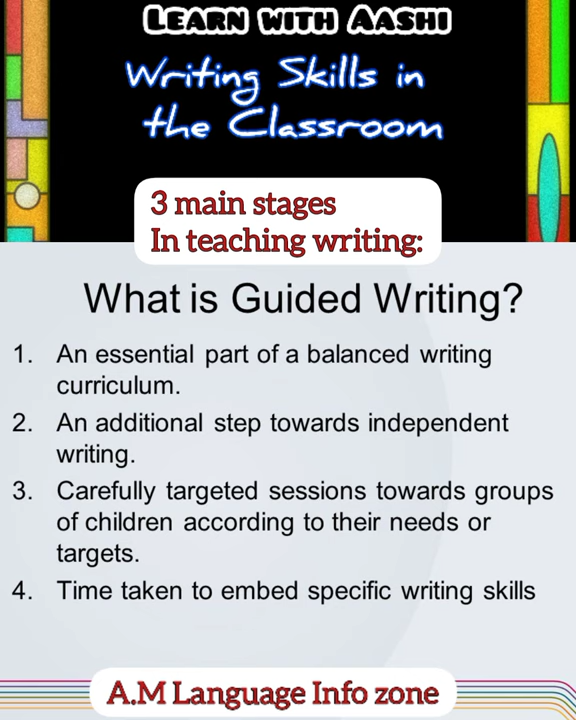 LEARN WITH AASHI
Writing Skills in
the Classroom
3 main stages
In teaching writing:
What is Guided Writing?
1. An essential part of a balanced writing
curriculum.
2. An additional step towards independent
writing.
3. Carefully targeted sessions towards groups
of children according to their needs or
targets.
4. Time taken to embed specific writing skills
A.M Language Info zone